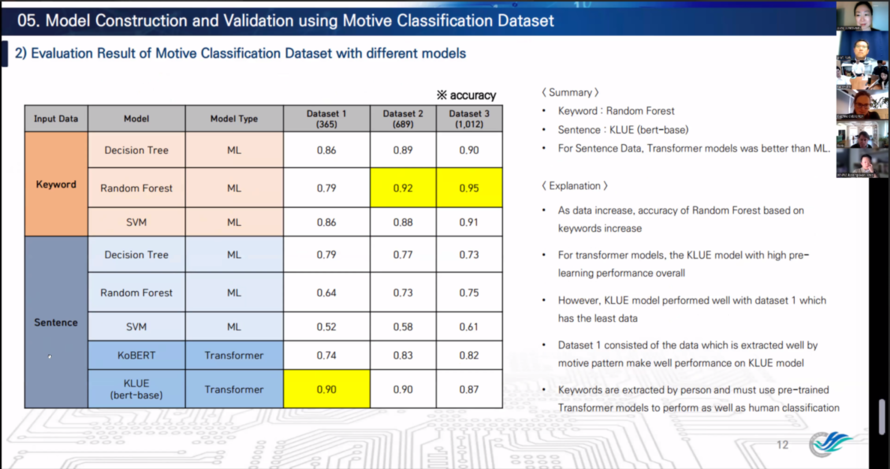 05. Model Construction and Validation using Motive Classification Dataset
2) Evaluation Result of Motive Classification Dataset with different models
※ accuracy
Input Data Model Model Type Dataset 1 (365) Dataset 2 (689) Dataset 3 (1,012)
Keyword
Decision Tree ML 0.86 0.89 0.90
Random Forest ML 0.79 0.92 0.95
SVM ML 0.86 0.88 0.91
Sentence
Decision Tree ML 0.79 0.77 0.73
Random Forest ML 0.64 0.73 0.75
SVM ML 0.52 0.58 0.61
KoBERT Transformer 0.74 0.83 0.82
KLUE (bert-base) Transformer 0.90 0.90 0.87
〈 Summary 〉
• Keyword : Random Forest
• Sentence : KLUE (bert-base)
• For Sentence Data, Transformer models was better than ML.
〈 Explanation 〉
• As data increase, accuracy of Random Forest based on
keywords increase
• For transformer models, the KLUE model with high pre-
learning performance overall
• However, KLUE model performed well with dataset 1 which
has the least data
• Dataset 1 consisted of the data which is extracted well by
motive pattern make well performance on KLUE model
• Keywords are extracted by person and must use pre-trained
Transformer models to perform as well as human classification
12